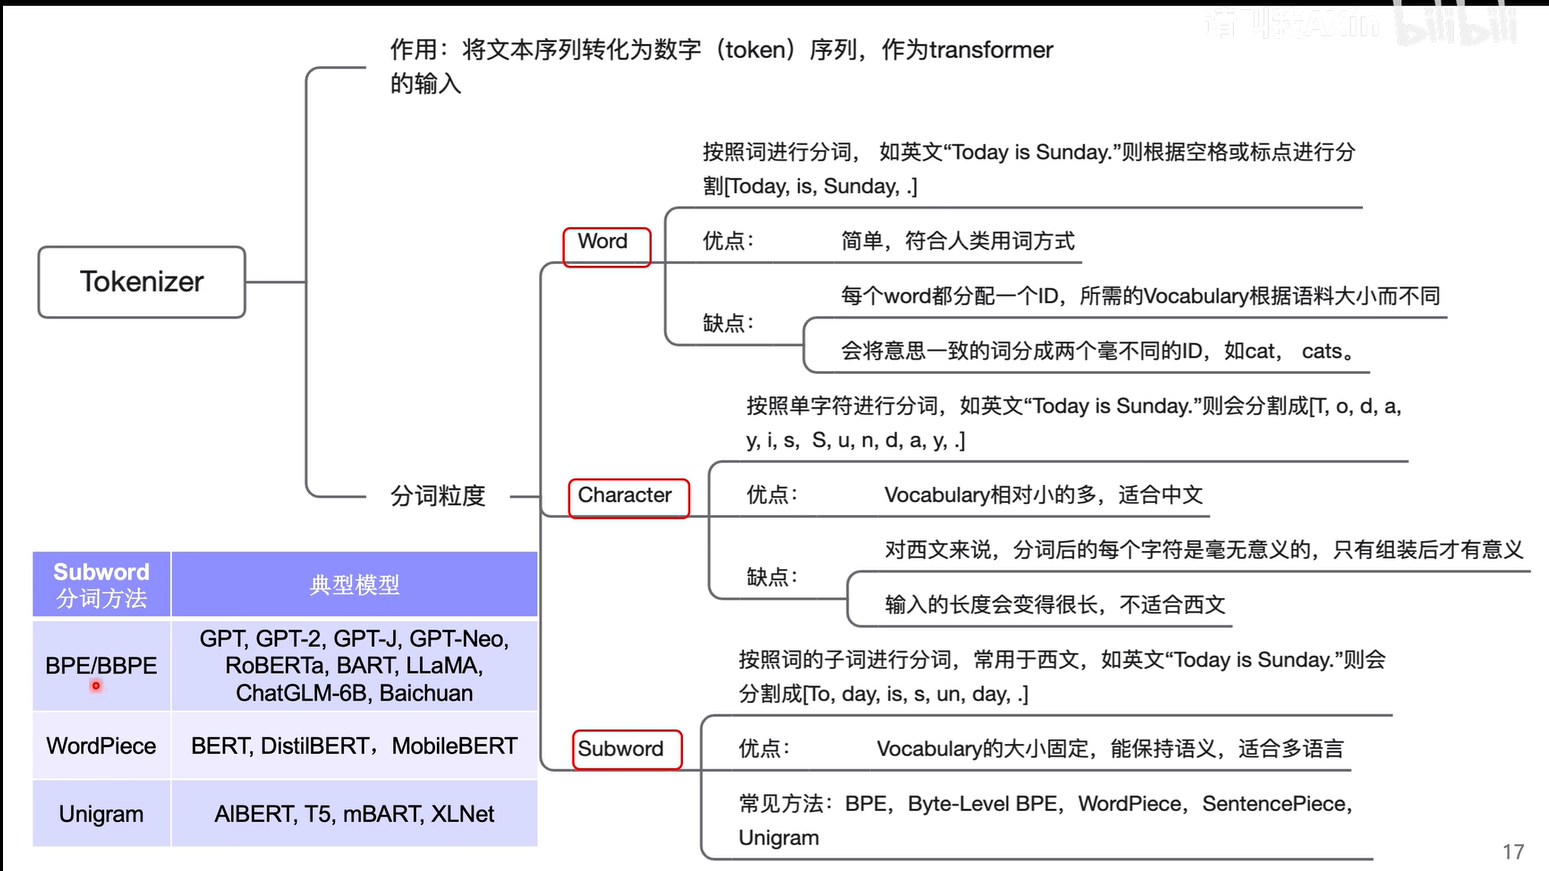 作用：将文本序列转化为数字（token）序列，作为transformer
的输入
按照词进行分词， 如英文“Today is Sunday.”则根据空格或标点进行分
割[Today, is, Sunday, .]
Word
优点：
简单，符合人类用词方式
Tokenizer
每个word都分配一个ID，所需的Vocabulary根据语料大小而不同
缺点：
会将意思一致的词分成两个毫不同的ID，如cat， cats。
按照单字符进行分词，如英文“Today is Sunday.”则会分割成[T, o, d, a,
y, i, s, S, u, n, d, a, y, .]
分词粒度
Character
优点：
Vocabulary相对小的多，适合中文
对西文来说，分词后的每个字符是毫无意义的，只有组装后才有意义
缺点：
输入的长度会变得很长，不适合西文
按照词的子词进行分词，常用于西文，如英文“Today is Sunday.”则会
分割成[To, day, is, s, un, day, .]
Subword
优点：
Vocabulary的大小固定，能保持语义，适合多语言
常见方法：BPE，Byte-Level BPE，WordPiece，SentencePiece，
Unigram
Subword
分词方法
典型模型
BPE/BBPE
GPT, GPT-2, GPT-J, GPT-Neo,
RoBERTa, BART, LLaMA,
ChatGLM-6B, Baichuan
WordPiece
BERT, DistilBERT，MobileBERT
Unigram
AlBERT, T5, mBART, XLNet
17
bilibili